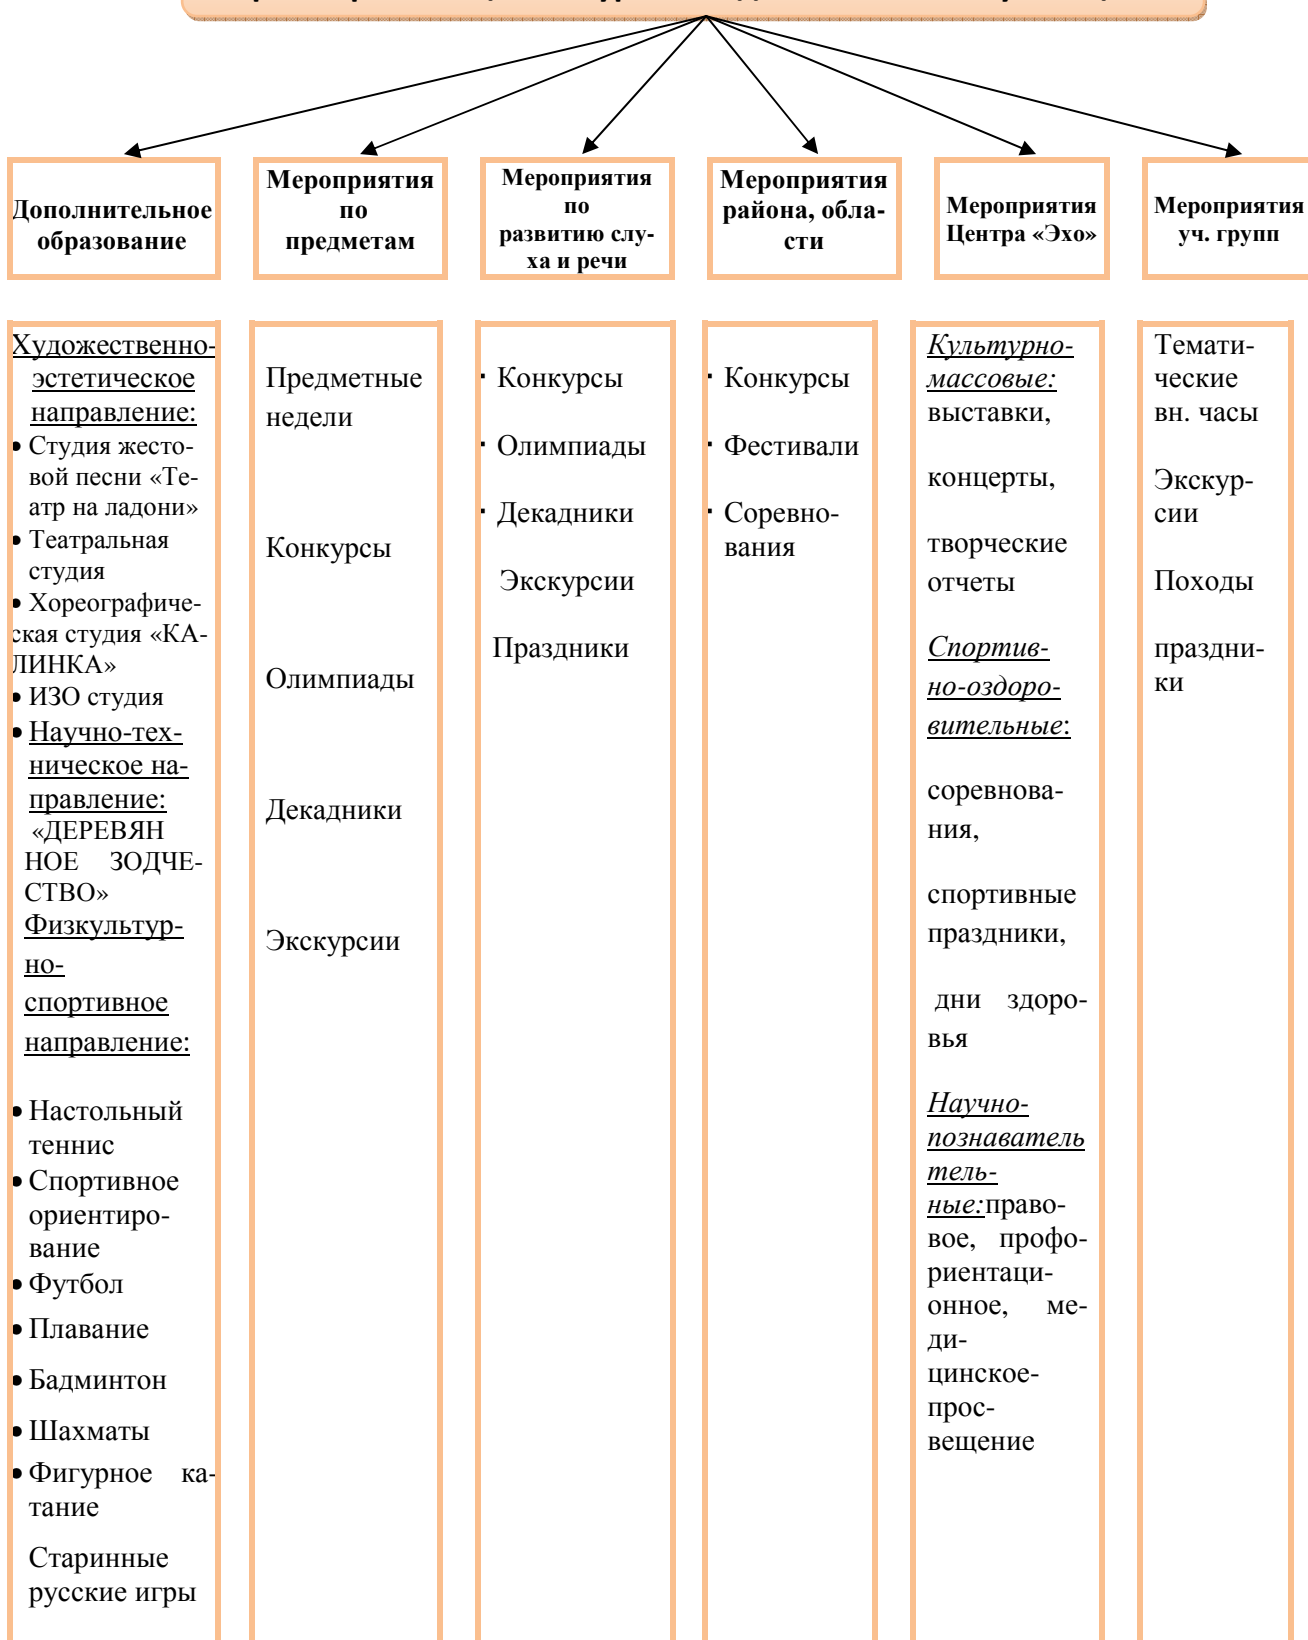 Дополнительное
образование
Мероприятия
по
предметам
Мероприятия
по
развитию слу-
ха и речи
Мероприятия
района, обла-
сти
Мероприятия
Центра «Эхо»
Мероприятия
уч. групп
Художественно-
эстетическое
направление:
• Студия жесто-
вой песни «Те-
атр на ладони»
• Театральная
студия
• Хореографиче-
ская студия «КА-
ЛИНКА»
• ИЗО студия
• Научно-тех-
ническое на-
правление:
«ДЕРЕВЯН
НОЕ ЗОДЧЕ-
СТВО»
Физкультур-
но-
спортивное
направление:
• Настольный
теннис
• Спортивное
ориентиро-
вание
• Футбол
• Плавание
• Бадминтон
• Шахматы
• Фигурное ка-
тание
Старинные
русские игры
Предметные
недели
Конкурсы
Олимпиады
Декадники
Экскурсии
· Конкурсы
· Олимпиады
· Декадники
Экскурсии
Праздники
· Конкурсы
· Фестивали
· Соревно-
вания
Культурно-
массовые:
выставки,
концерты,
творческие
отчеты
Спортив-
но-оздоро-
вительные:
соревнова-
ния,
спортивные
праздники,
дни здоро-
вья
Научно-
познаватель
тель-
ные:право-
вое, профо-
риентаци-
онное, ме-
ди-
цинское-
прос-
вещение
Темати-
ческие
вн. часы
Экскур-
сии
Походы
праздни-
ки